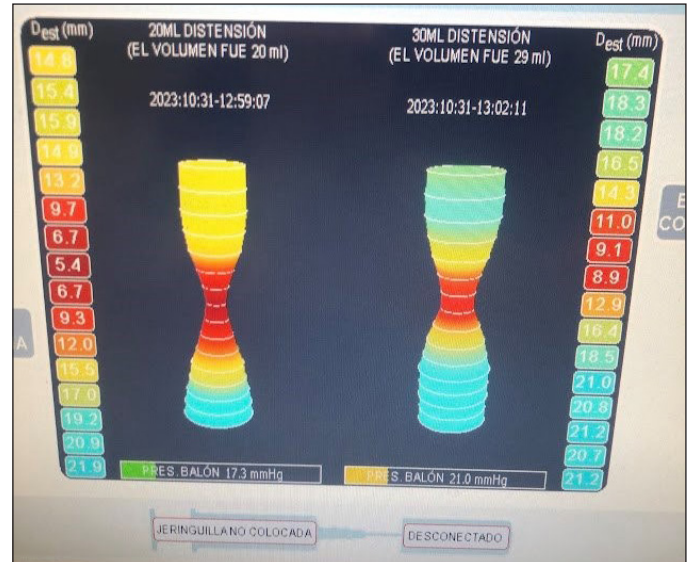 Dest (mm)
14.8
15.4
15.9
14.9
13.2
9.7
6.7
5.4
6.7
9.3
12.0
15.5
17.0
19.2
20.9
21.9
A
20ML DISTENSIÓN
(EL VOLUMEN FUE 20 ml)
2023:10:31-12:59:07
PRES. BALÓN 17.3 mmHg
30ML DISTENSIÓN
(EL VOLUMEN FUE 29 ml)
2023:10:31-13:02:11
PRES. BALÓN 21.0 mmHg
Dest (mm)
17.4
18.3
18.2
16.5
14.3
11.0
9.1
8.9
12.9
16.4
18.5
21.0
20.8
21.2
20.7
21.2
E
CO
JERINGUILLA NO COLOCADA
DESCONECTADO